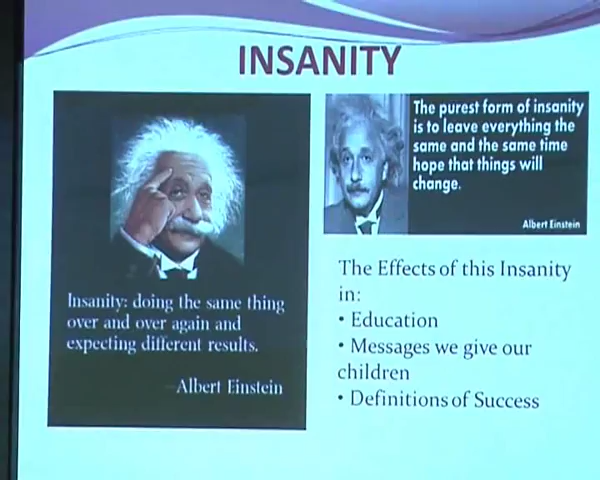 INSANITY
Insanity: doing the same thing
over and over again and
expecting different results.
—Albert Einstein
The purest form of insanity
is to leave everything the
same and the same time
hope that things will
change.
Albert Einstein
The Effects of this Insanity
in:
• Education
• Messages we give our
children
• Definitions of Success